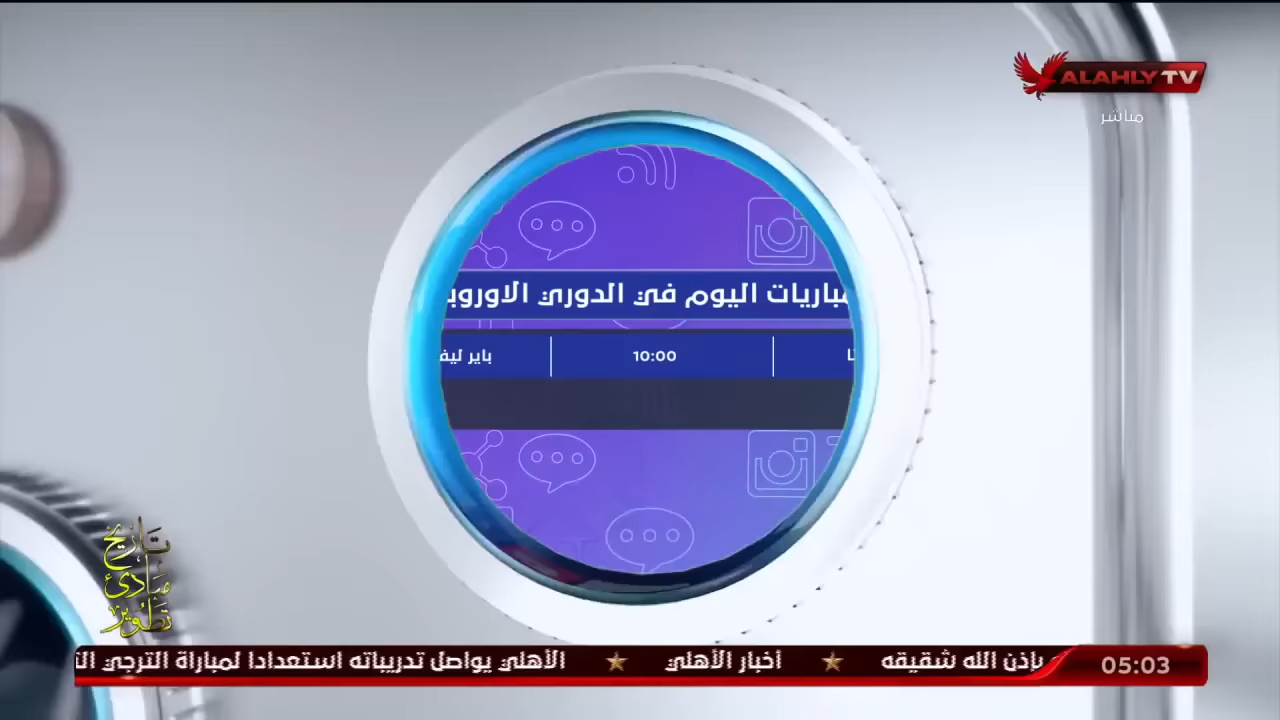 ALAHLY TV
مباشر
مباريات اليوم في الدوري الاوروب
10:00
باير ليف
تاريخ
مبادئ
تطوير
بإذن الله شقيقه ★ أخبار الأهلي ★ الأهلي يواصل تدريباته استعدادا لمباراة الترجي
05:03